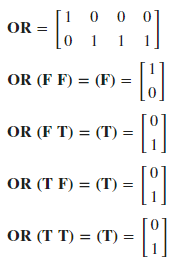 OR = [1 0 0 0
0 1 1 1]
OR (F F) = (F) = [1
0]
OR (F T) = (T) = [0
1]
OR (T F) = (T) = [0
1]
OR (T T) = (T) = [0
1]